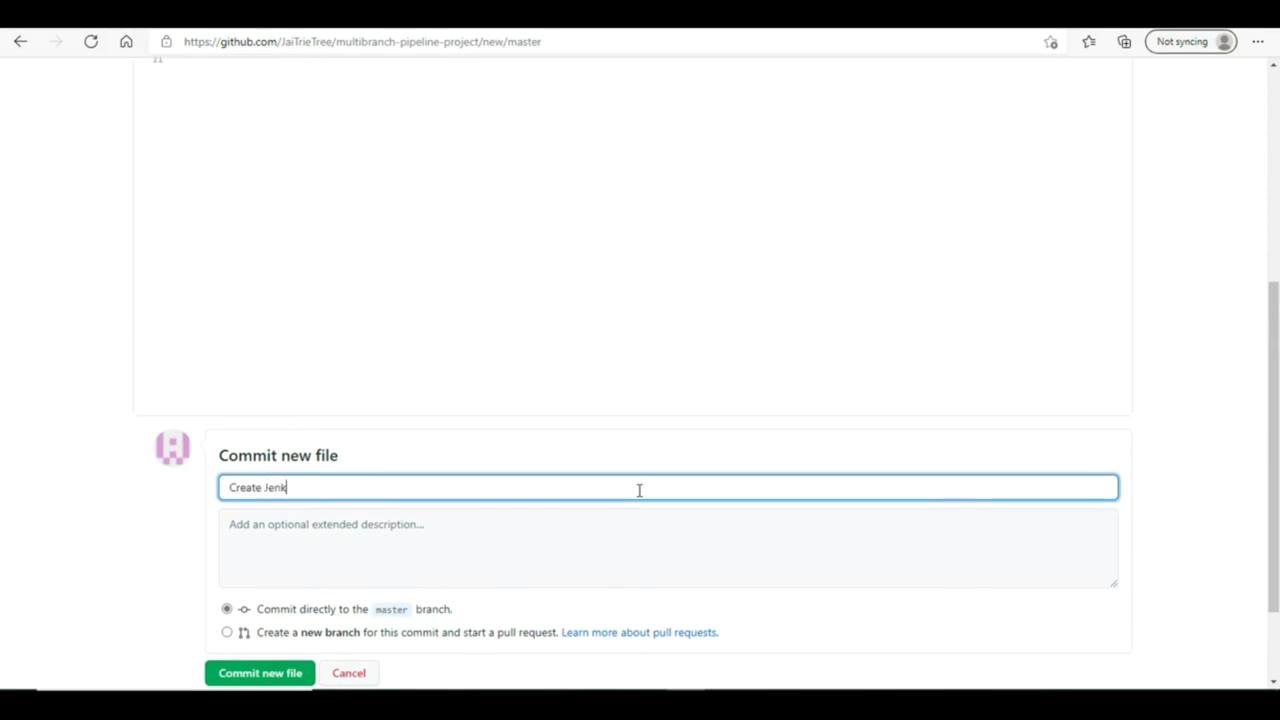 https://github.com/JaiTrieTree/multibranch-pipeline-project/new/master
Not syncing
Commit new file
Create Jenk
Add an optional extended description...
Commit directly to the master branch.
Create a new branch for this commit and start a pull request. Learn more about pull requests.
Commit new file Cancel